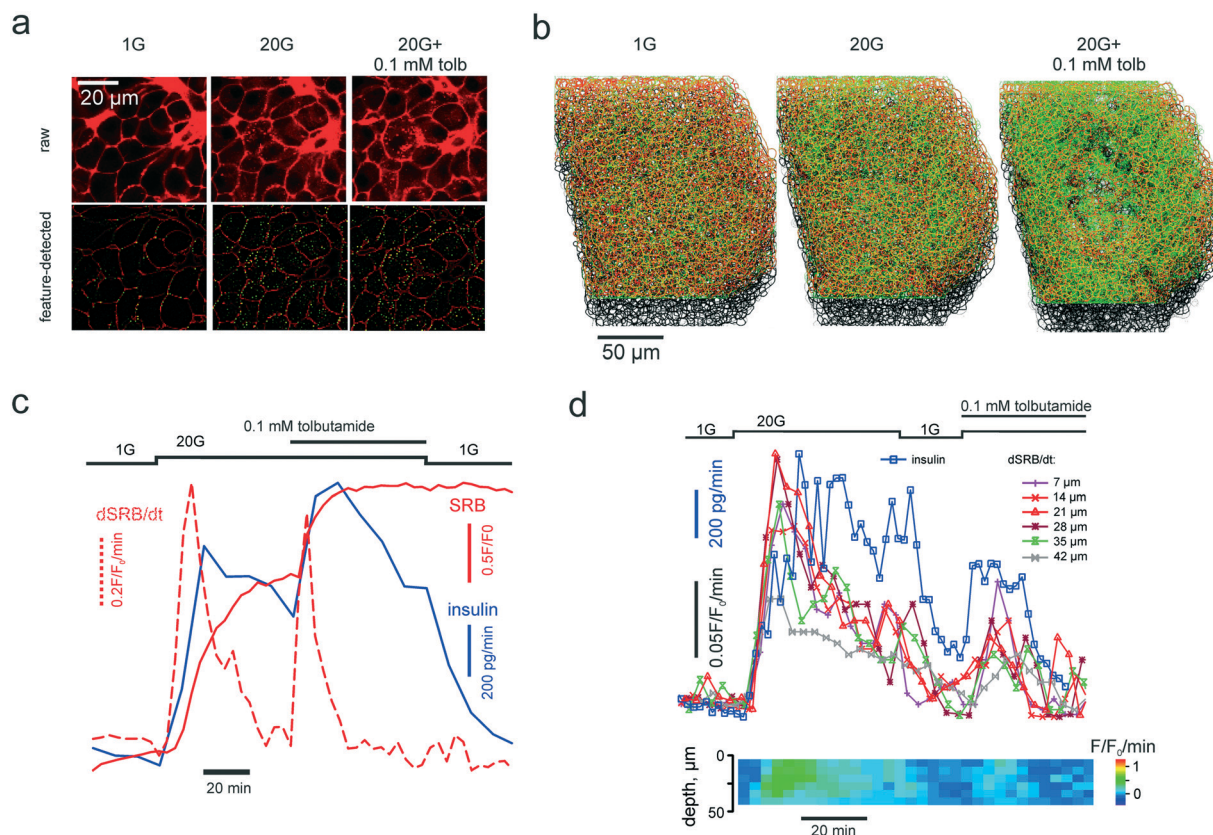 a
1G
20G
20G+
0.1 mM tolb
20 µm
raw
feature-detected
b
1G
20G
20G+
0.1 mM tolb
50 µm
c
0.1 mM tolbutamide
1G
20G
1G
dSRB/dt
0.2F/F₀/min
SRB
0.5F/F0
insulin
200 pg/min
20 min
d
0.1 mM tolbutamide
1G
20G
1G
insulin
dSRB/dt:
7 µm
14 µm
21 µm
28 µm
35 µm
42 µm
200 pg/min
0.05F/F₀/min
depth, µm
0
50
F/F₀/min
1
0
20 min